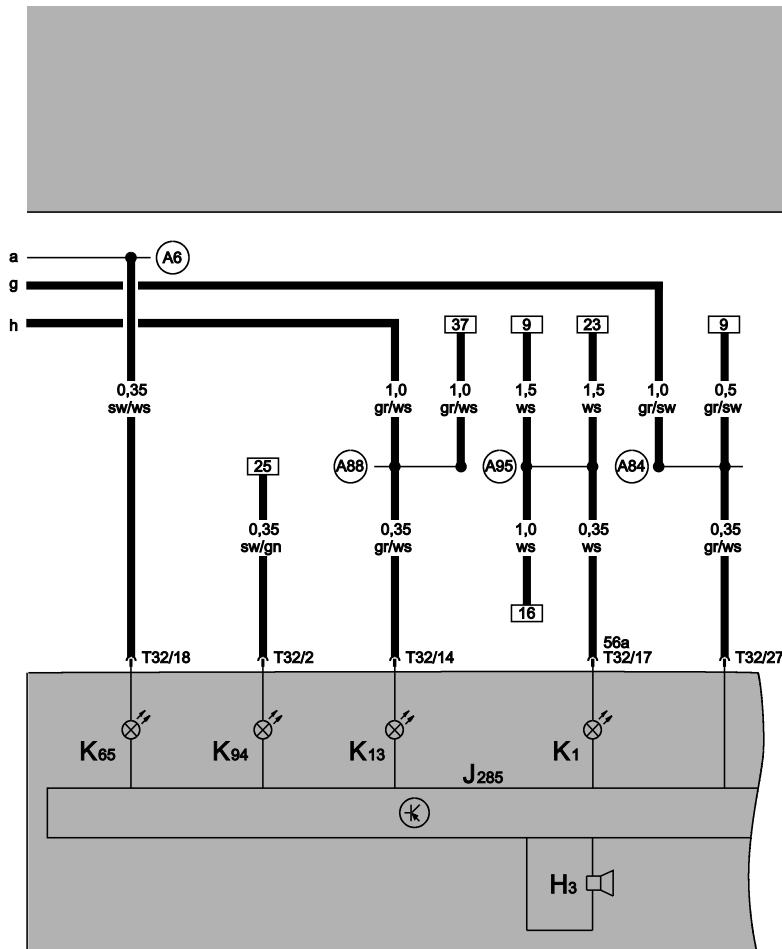 a
A6
g
h
37
9
23
9
0,35
sw/ws
1,0
gr/ws
1,0
gr/ws
1,5
ws
1,5
ws
1,0
gr/sw
0,5
gr/sw
25
A88
A95
A84
0,35
sw/gn
0,35
gr/ws
1,0
ws
0,35
ws
0,35
gr/ws
16
56a
T32/18
T32/2
T32/14
T32/17
T32/27
K65
K94
K13
K1
J285
H3